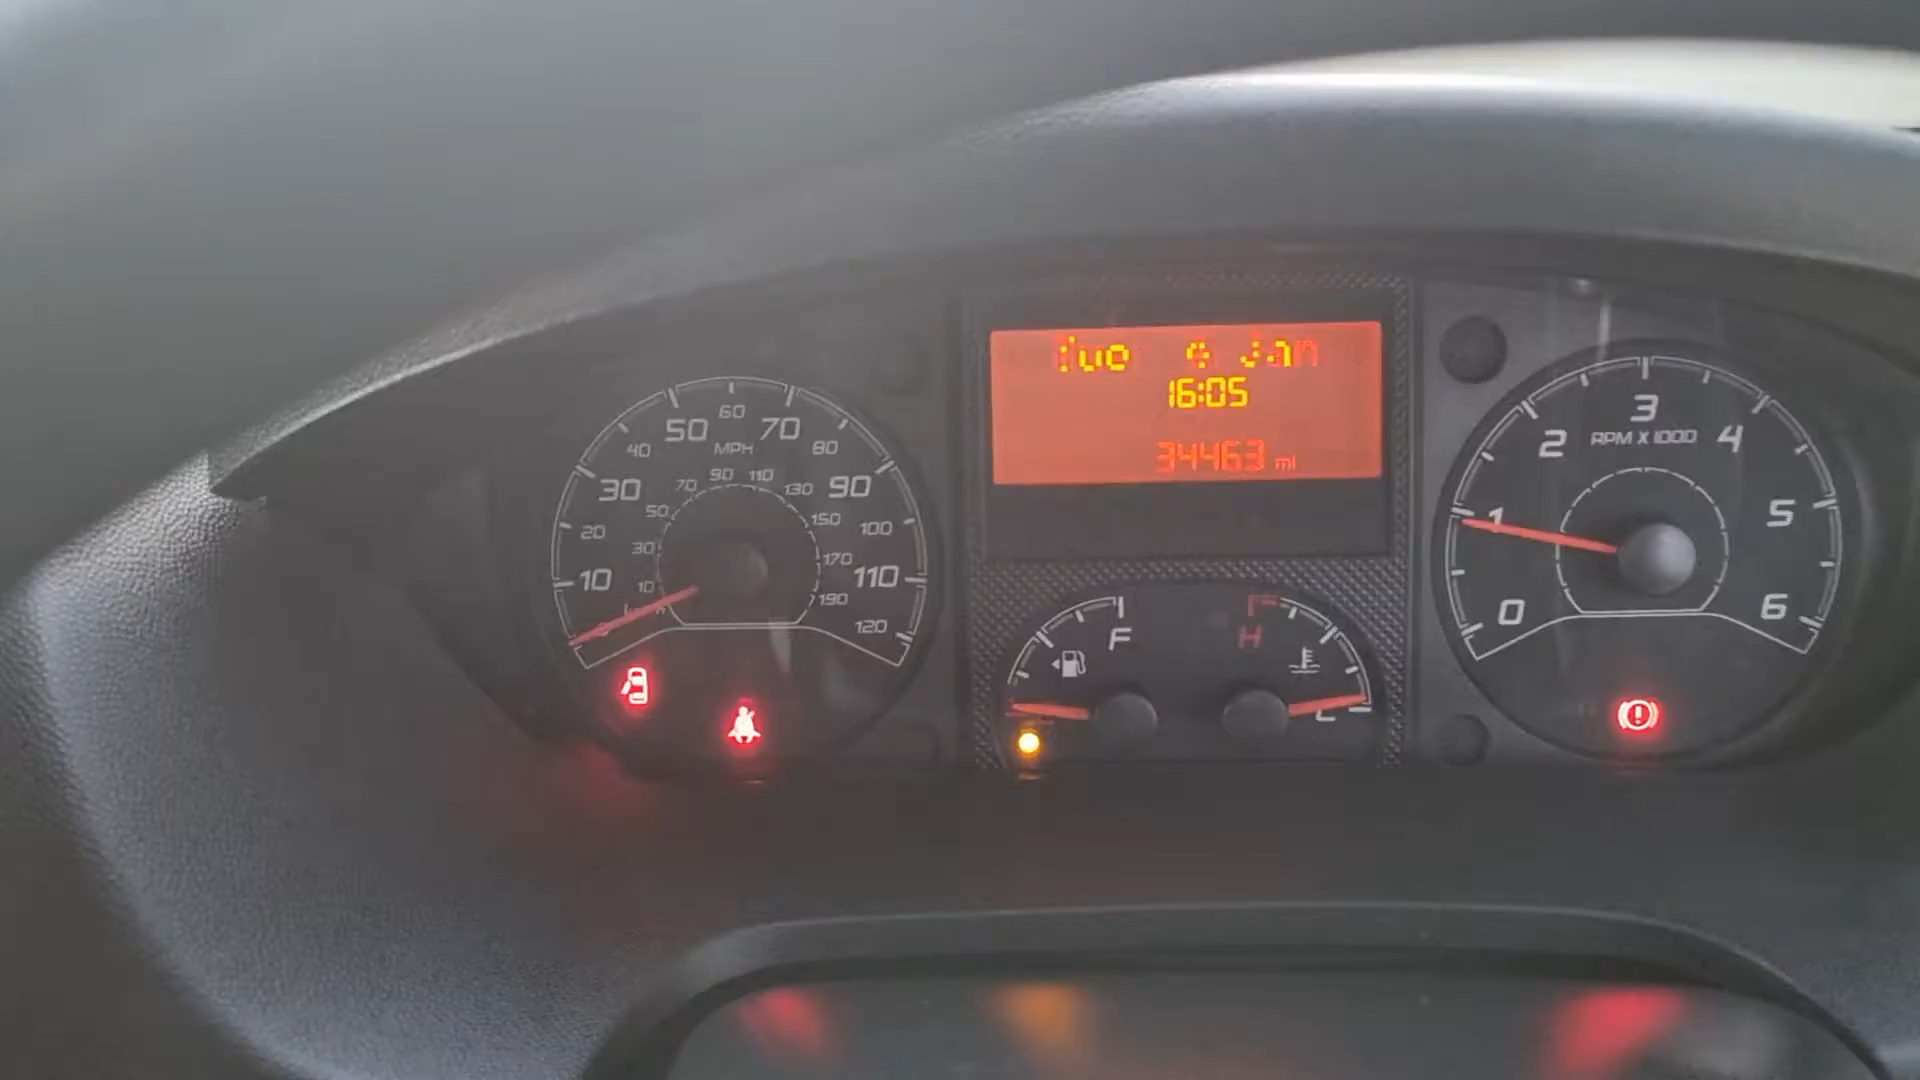 Tue Jan
16:05
34463 mi
10 20 30 40 50 60 70 80 90 100 110 120
MPH
10 30 50 70 90 110 130 150 170 190
0 1 2 3 4 5 6
RPM X 1000
F
H